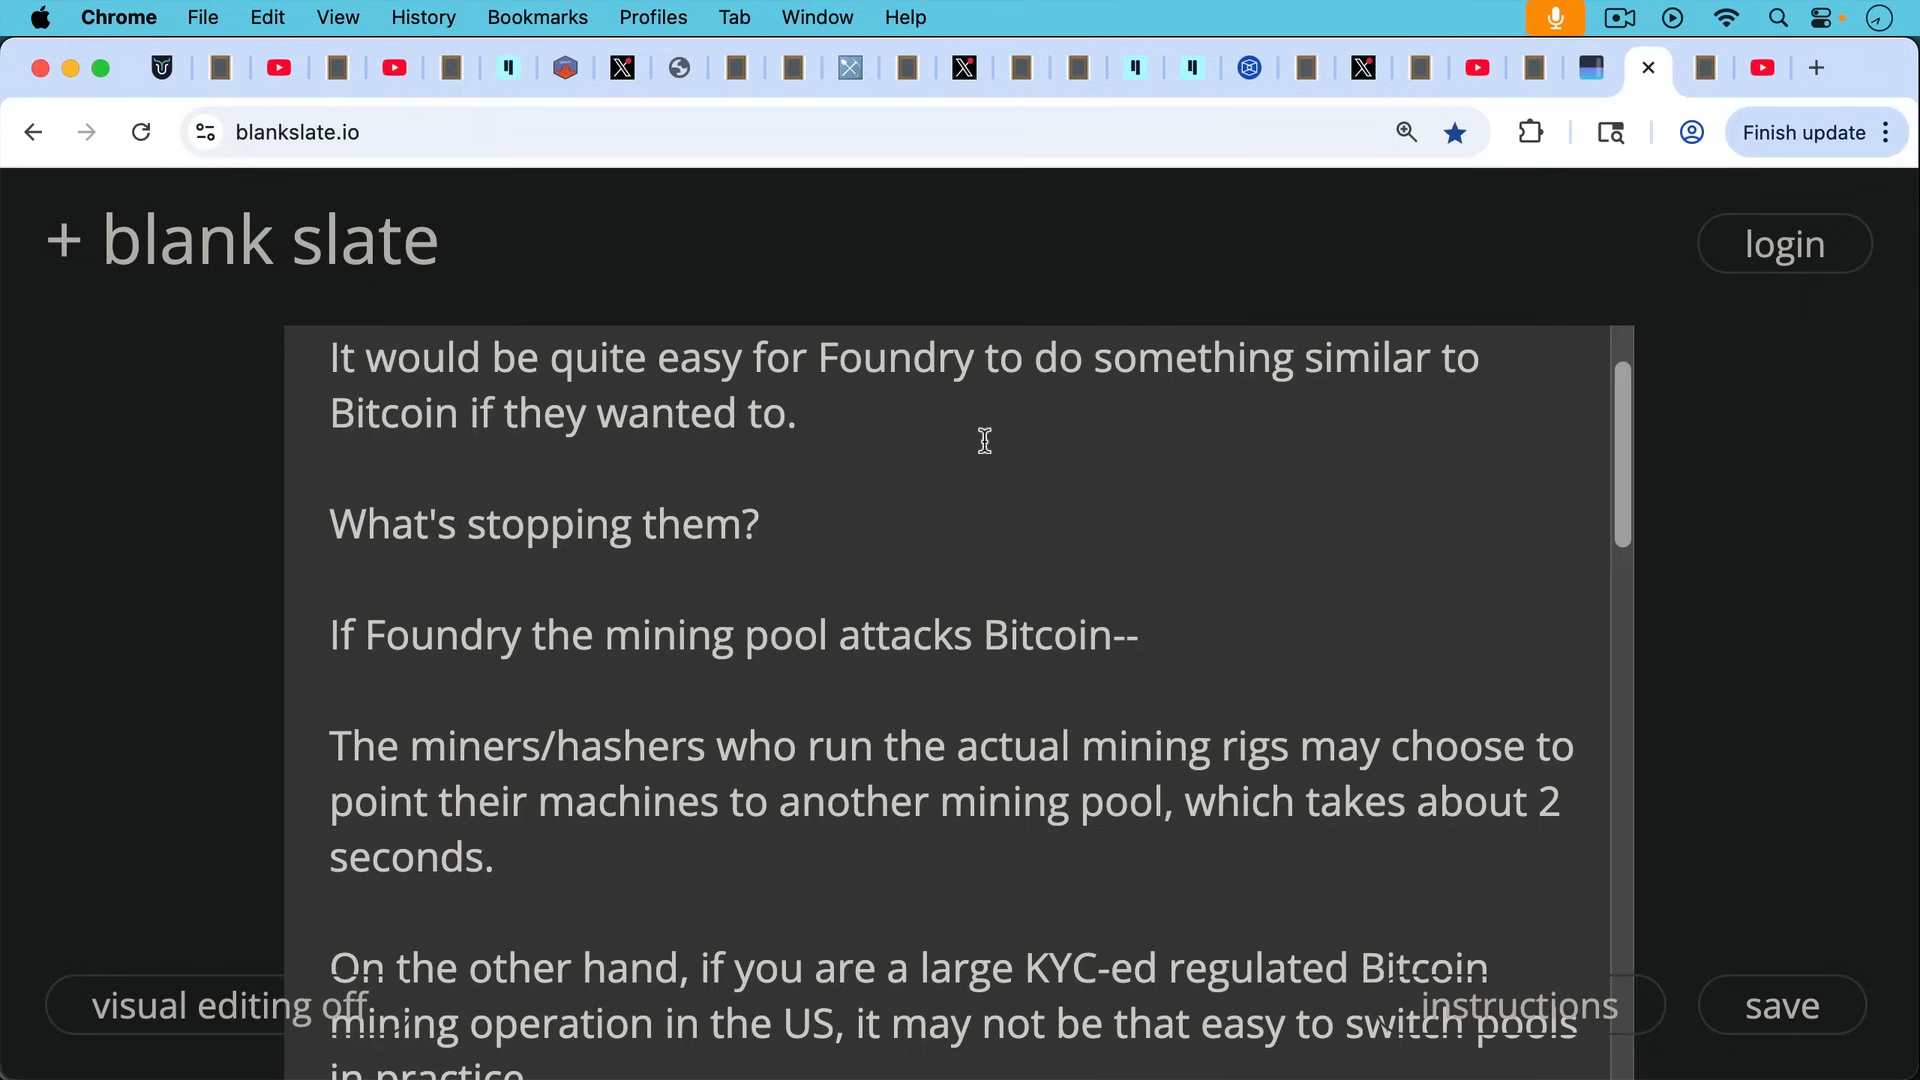 Chrome File Edit View History Bookmarks Profiles Tab Window Help
blankslate.io
Finish update
+ blank slate
login
It would be quite easy for Foundry to do something similar to
Bitcoin if they wanted to.
What's stopping them?
If Foundry the mining pool attacks Bitcoin--
The miners/hashers who run the actual mining rigs may choose to
point their machines to another mining pool, which takes about 2
seconds.
On the other hand, if you are a large KYC-ed regulated Bitcoin
mining operation in the US, it may not be that easy to switch pools
in practice
visual editing off
instructions
save